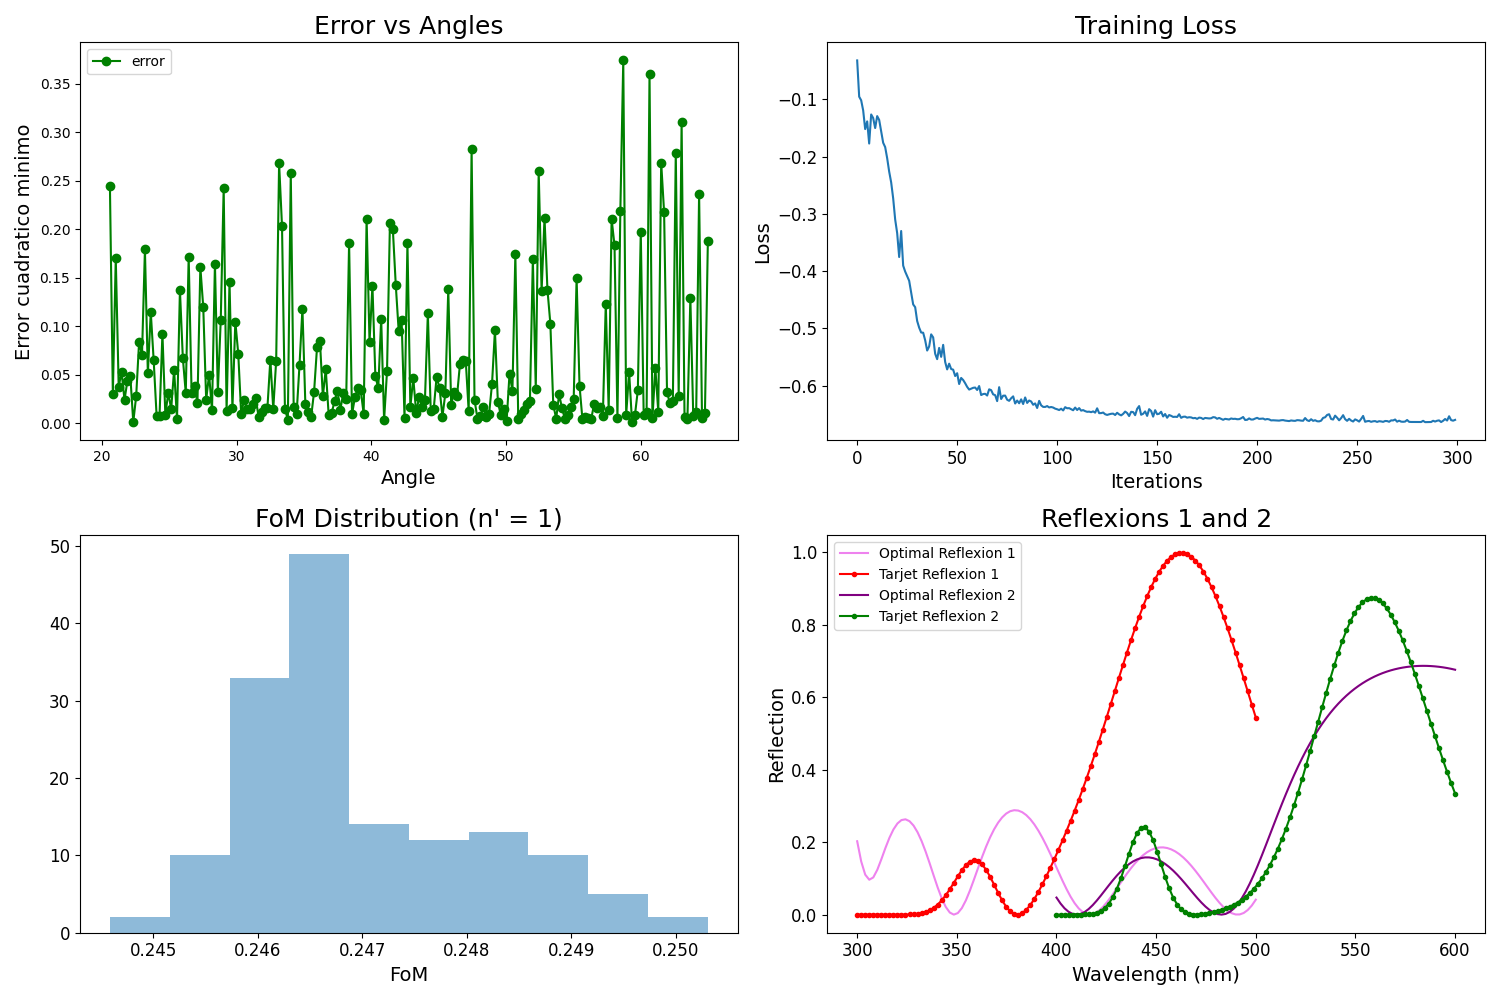 Error vs Angles
error
Error cuadratico minimo
0.35
0.30
0.25
0.20
0.15
0.10
0.05
0.00
20 30 40 50 60
Angle
Training Loss
Loss
−0.1
−0.2
−0.3
−0.4
−0.5
−0.6
0 50 100 150 200 250 300
Iterations
FoM Distribution (n' = 1)
50
40
30
20
10
0
0.245 0.246 0.247 0.248 0.249 0.250
FoM
Reflexions 1 and 2
Optimal Reflexion 1
Tarjet Reflexion 1
Optimal Reflexion 2
Tarjet Reflexion 2
Reflection
1.0
0.8
0.6
0.4
0.2
0.0
300 350 400 450 500 550 600
Wavelength (nm)